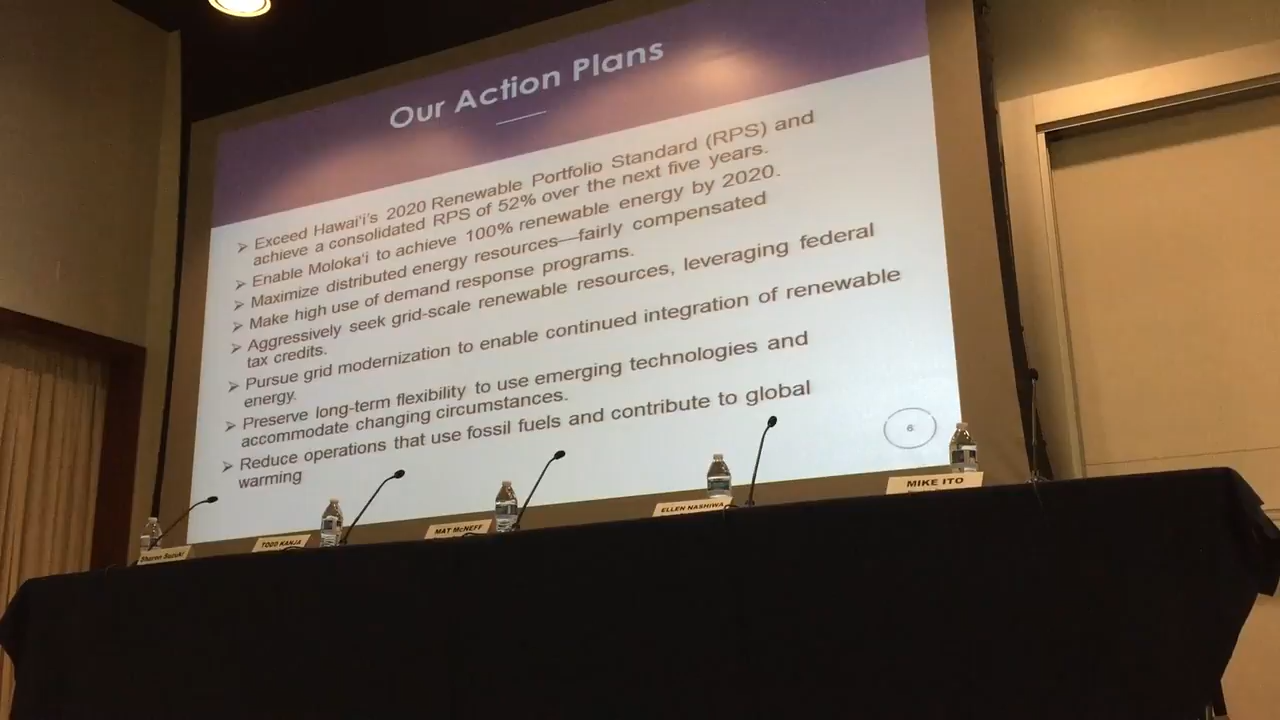 Our Action Plans
Exceed Hawai'i's 2020 Renewable Portfolio Standard (RPS) and
achieve a consolidated RPS of 52% over the next five years.
Enable Moloka'i to achieve 100% renewable energy by 2020.
Maximize distributed energy resources—fairly compensated
Make high use of demand response programs.
Aggressively seek grid-scale renewable resources, leveraging federal
tax credits.
Pursue grid modernization to enable continued integration of renewable
energy.
Preserve long-term flexibility to use emerging technologies and
accommodate changing circumstances.
Reduce operations that use fossil fuels and contribute to global
warming
6
Sharon Suzuki
TODD KANJA
MAT McNEFF
ELLEN NASHIWA
MIKE ITO